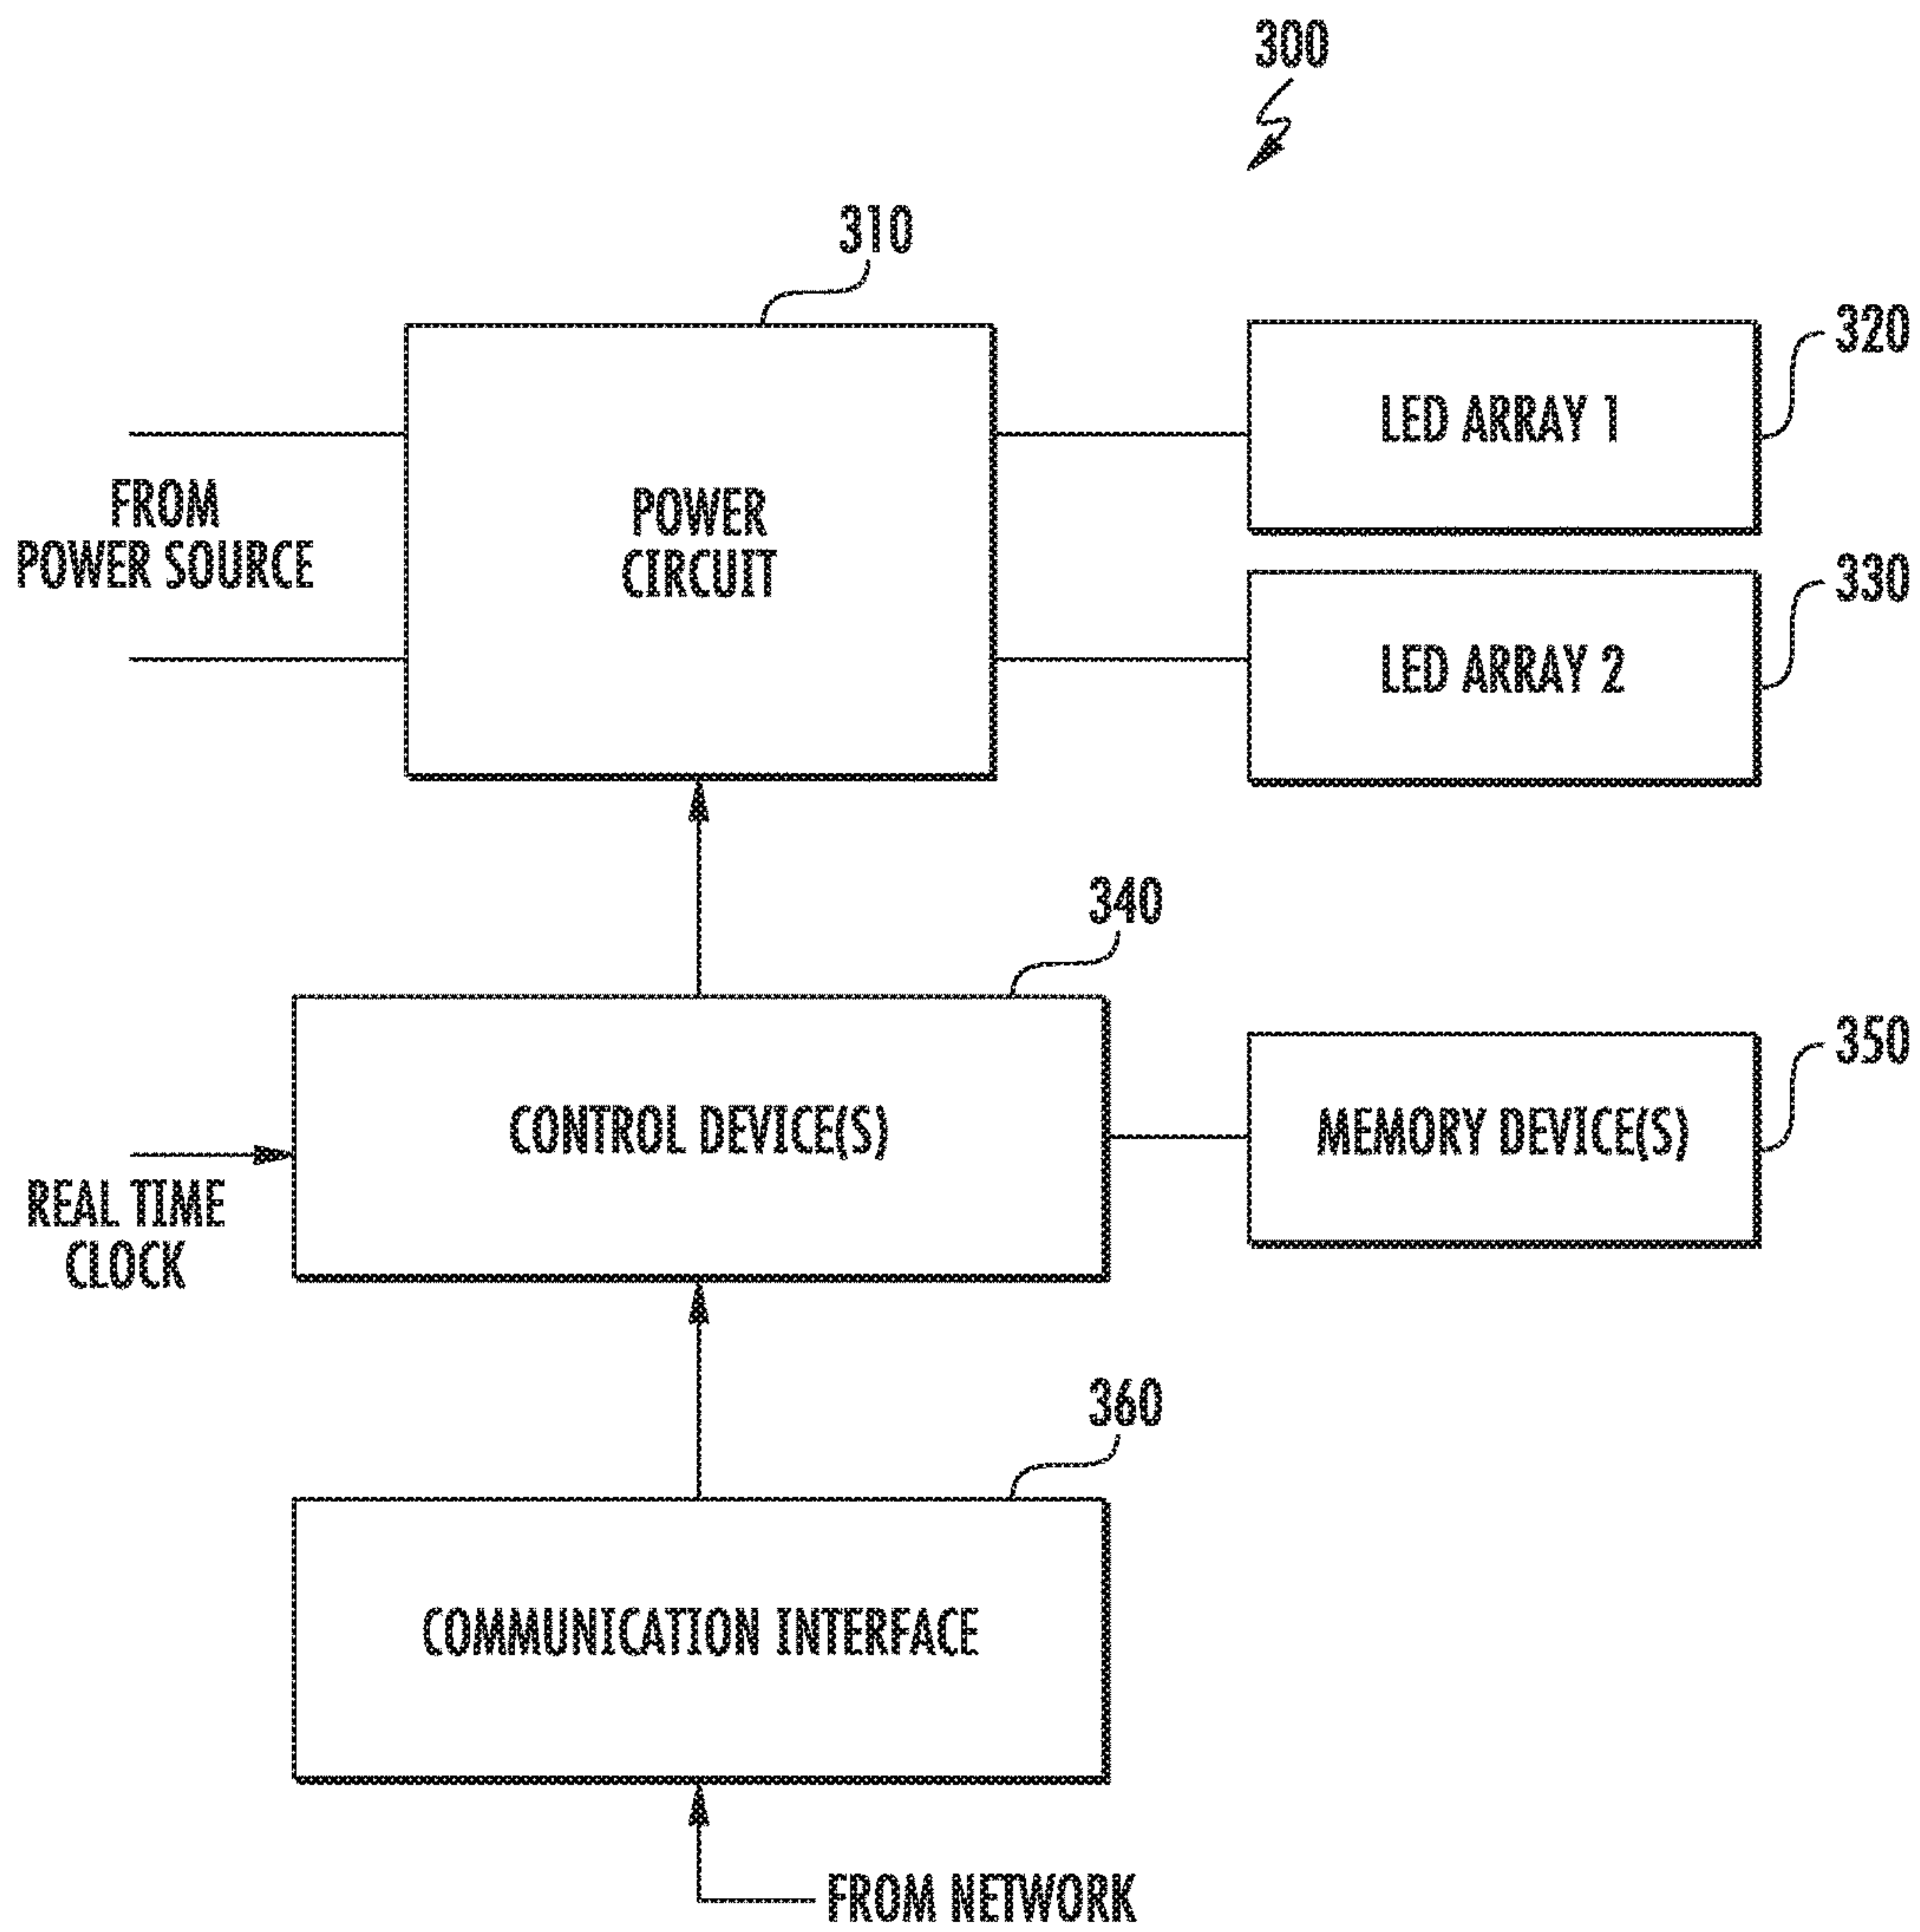 300
310
320
LED ARRAY 1
FROM
POWER SOURCE
POWER
CIRCUIT
330
LED ARRAY 2
340
350
CONTROL DEVICE(S)
MEMORY DEVICE(S)
REAL TIME
CLOCK
360
COMMUNICATION INTERFACE
FROM NETWORK